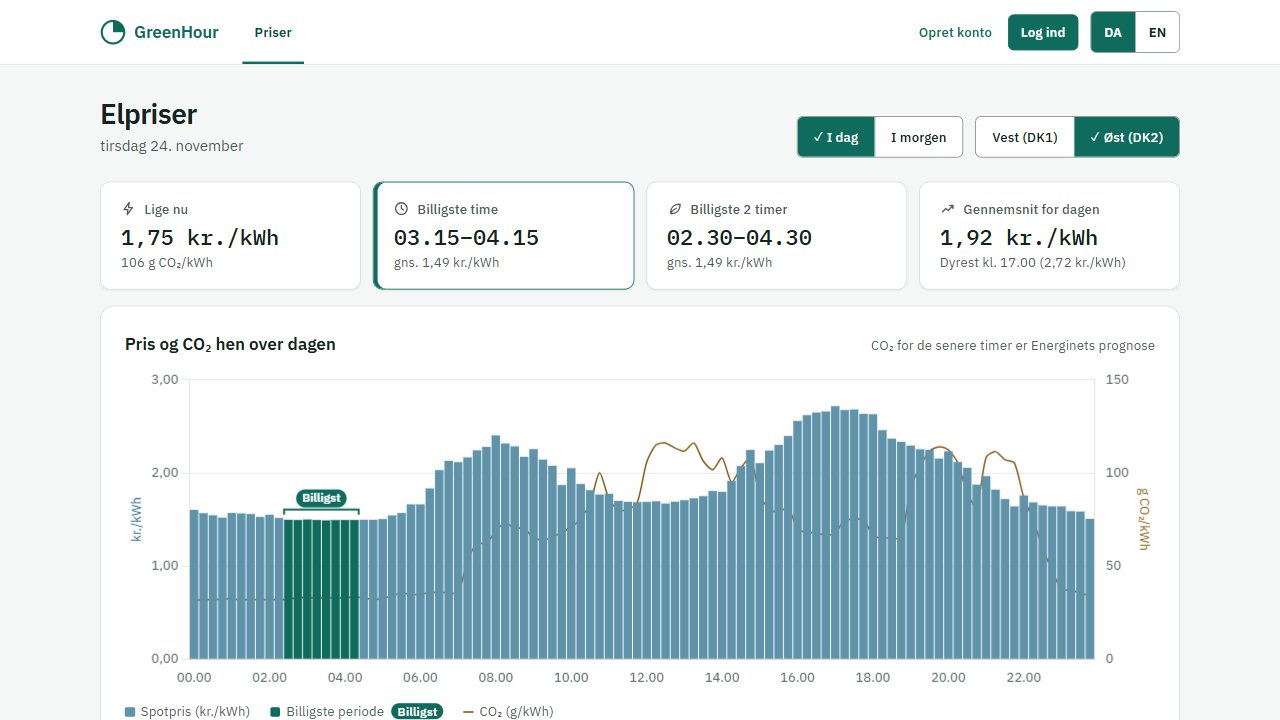 GreenHour Priser Opret konto Log ind DA EN
Elpriser
tirsdag 24. november
✓ I dag I morgen Vest (DK1) ✓ Øst (DK2)
Lige nu
1,75 kr./kWh
106 g CO₂/kWh
Billigste time
03.15–04.15
gns. 1,49 kr./kWh
Billigste 2 timer
02.30–04.30
gns. 1,49 kr./kWh
Gennemsnit for dagen
1,92 kr./kWh
Dyrest kl. 17.00 (2,72 kr./kWh)
Pris og CO₂ hen over dagen
CO₂ for de senere timer er Energinets prognose
3,00 150
2,00 100
Billigst
kr./kWh
g CO₂/kWh
1,00 50
0,00 0
00.00 02.00 04.00 06.00 08.00 10.00 12.00 14.00 16.00 18.00 20.00 22.00
Spotpris (kr./kWh) Billigste periode Billigst CO₂ (g/kWh)